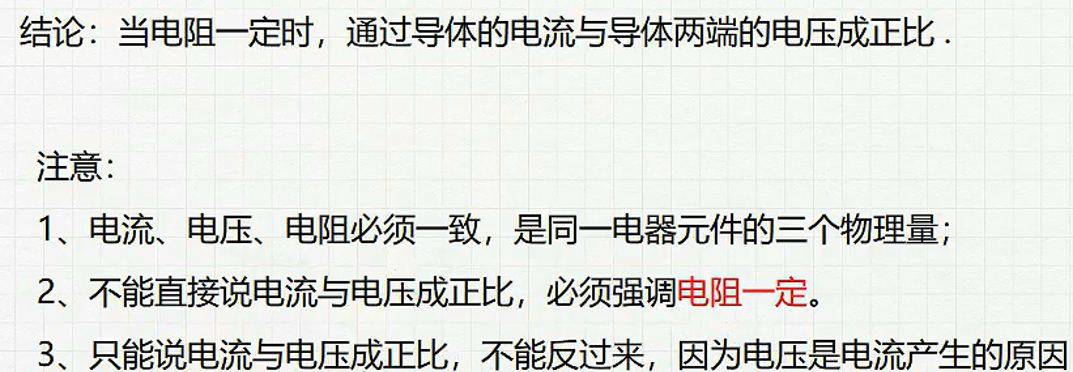 结论：当电阻一定时，通过导体的电流与导体两端的电压成正比．
注意：
1、电流、电压、电阻必须一致，是同一电器元件的三个物理量；
2、不能直接说电流与电压成正比，必须强调电阻一定。
3、只能说电流与电压成正比，不能反过来，因为电压是电流产生的原因